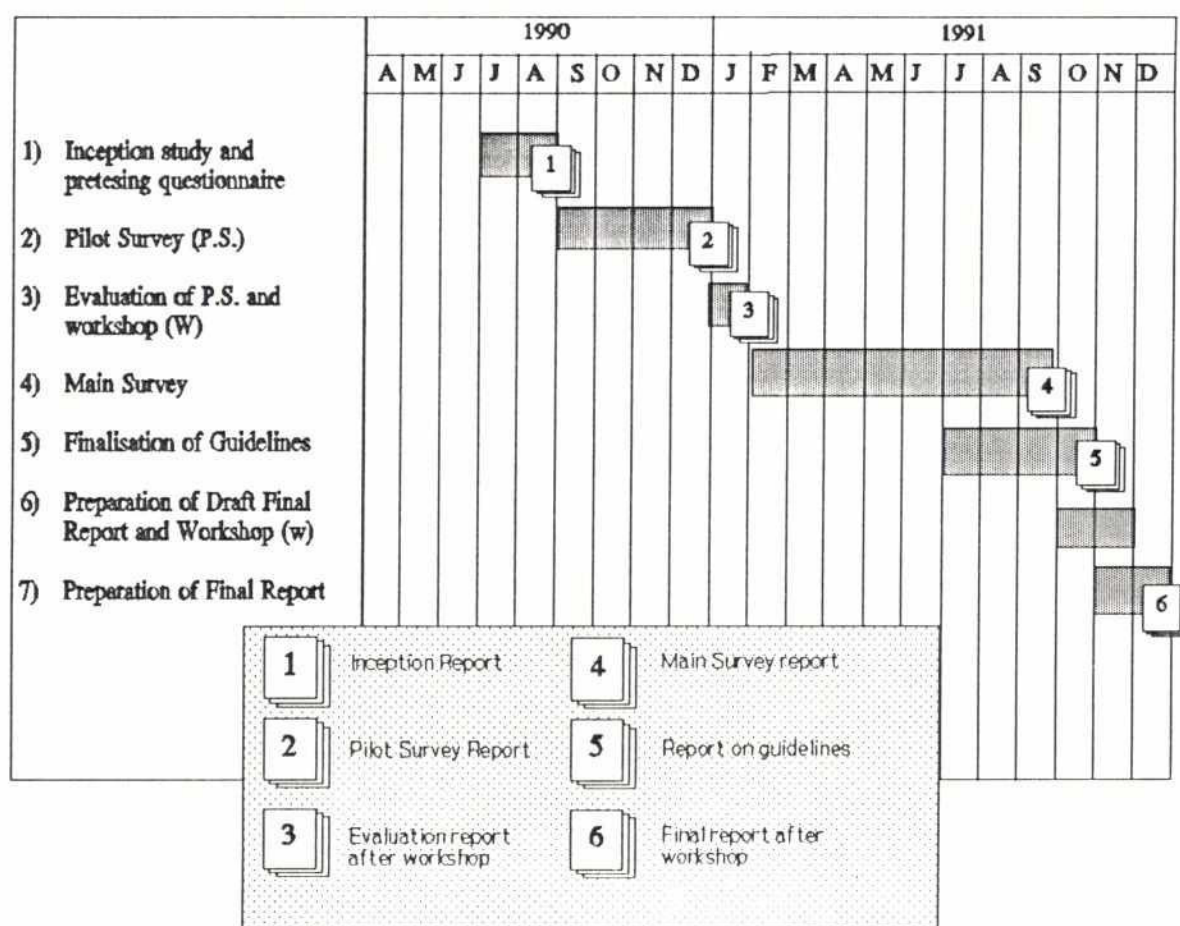 1990 1991
A M J J A S O N D J F M A M J J A S O N D
1) Inception study and
pretesing questionnaire
1
2) Pilot Survey (P.S.)
2
3) Evaluation of P.S. and
workshop (W)
3
4) Main Survey
4
5) Finalisation of Guidelines
5
6) Preparation of Draft Final
Report and Workshop (w)
7) Preparation of Final Report
6
1 Inception Report
4 Main Survey report
2 Pilot Survey Report
5 Report on guidelines
3 Evaluation report
after workshop
6 Final report after
workshop